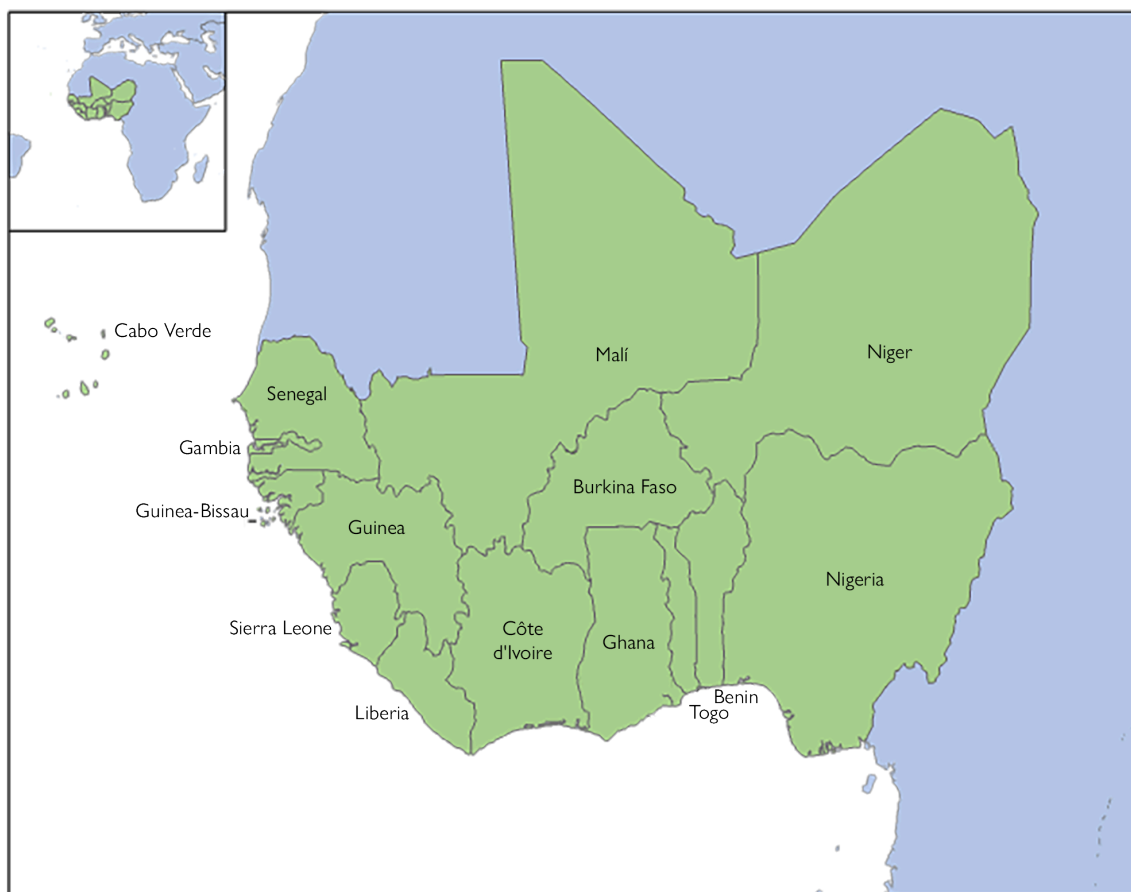 Cabo Verde
Malí
Niger
Senegal
Gambia
Burkina Faso
Guinea-Bissau
Guinea
Nigeria
Sierra Leone
Côte
d'Ivoire
Ghana
Benin
Togo
Liberia